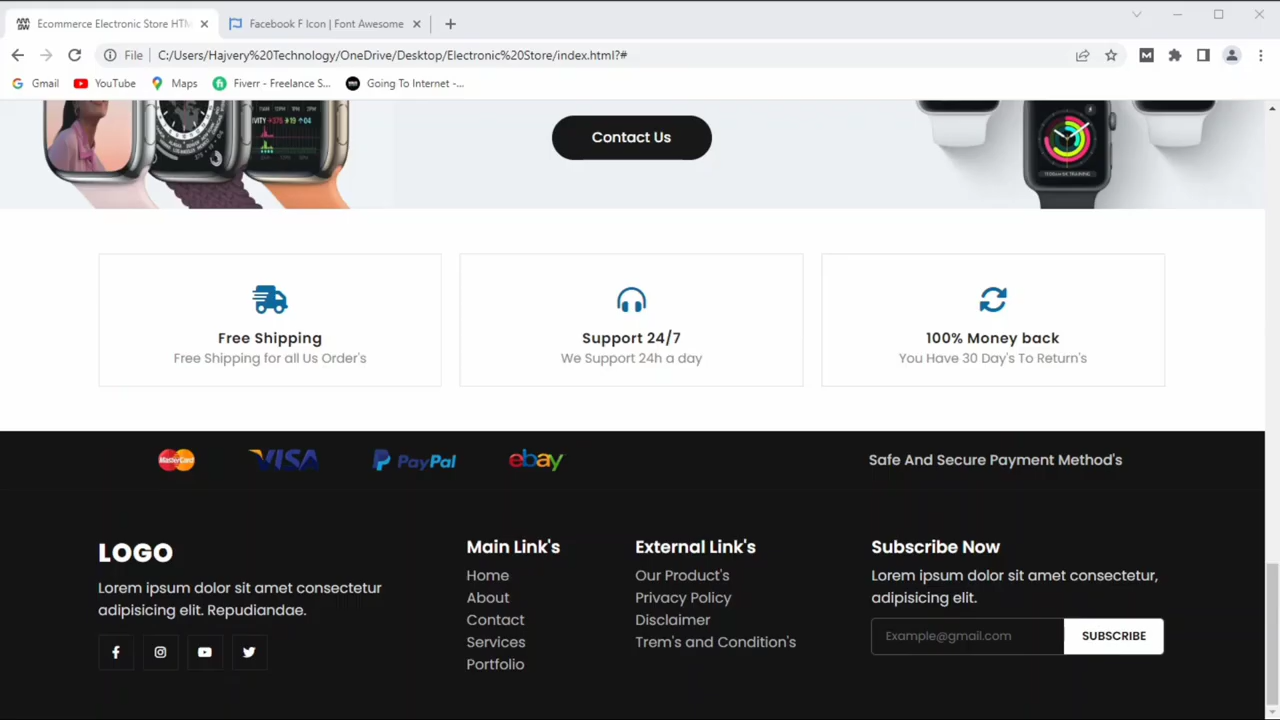 Ecommerce Electronic Store HTM
Facebook F Icon | Font Awesome
File
C:/Users/Hajvery%20Technology/OneDrive/Desktop/Electronic%20Store/index.html?#
Gmail
YouTube
Maps
Fiverr - Freelance S...
Going To Internet -...
Contact Us
Free Shipping
Free Shipping for all Us Order's
Support 24/7
We Support 24h a day
100% Money back
You Have 30 Day's To Return's
MasterCard
VISA
PayPal
ebay
Safe And Secure Payment Method's
LOGO
Lorem ipsum dolor sit amet consectetur
adipisicing elit. Repudiandae.
Main Link's
Home
About
Contact
Services
Portfolio
External Link's
Our Product's
Privacy Policy
Disclaimer
Trem's and Condition's
Subscribe Now
Lorem ipsum dolor sit amet consectetur,
adipisicing elit.
Example@gmail.com
SUBSCRIBE